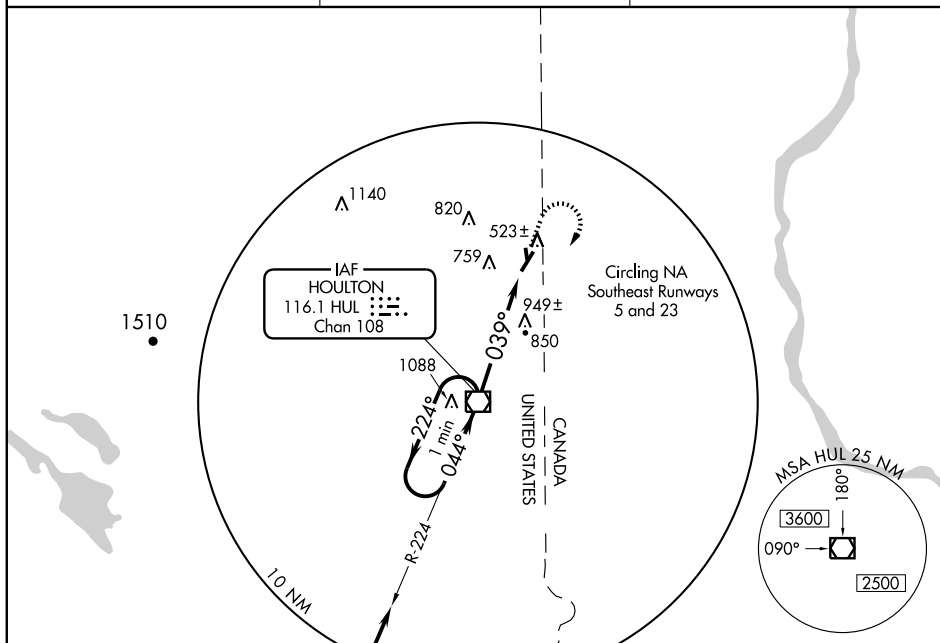 1140
820
523±
759
IAF
HOULTON
116.1 HUL
Chan 108
Circling NA
Southeast Runways
5 and 23
1510
949±
850
039°
1088
224°
1 min
044°
CANADA
UNITED STATES
R-224
10 NM
MSA HUL 25 NM
180°
3600
090°
2500